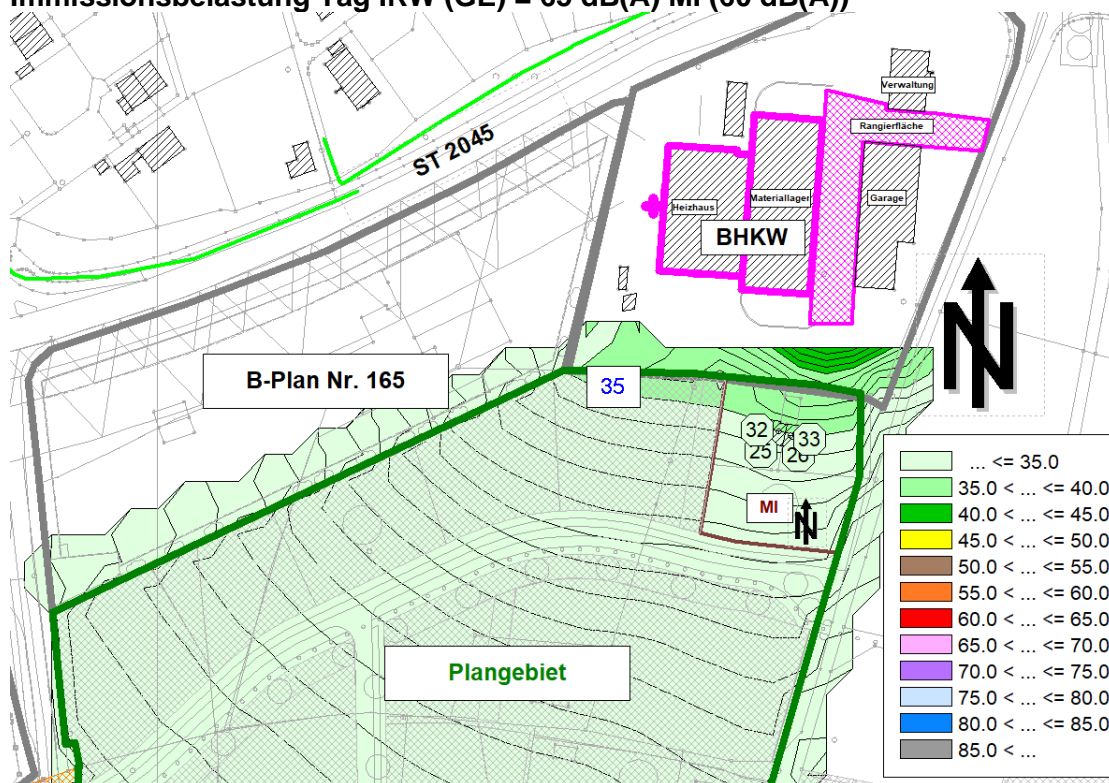 Immissionsbelastung Tag IRW (GE) = 65 dB(A) MI (60 dB(A))
Verwaltung
Rangierfläche
ST 2045
Materiallager
Garage
Heizhaus
BHKW
N
B-Plan Nr. 165
35
32
33
25
26
MI
N
Plangebiet
... <= 35.0
35.0 < ... <= 40.0
40.0 < ... <= 45.0
45.0 < ... <= 50.0
50.0 < ... <= 55.0
55.0 < ... <= 60.0
60.0 < ... <= 65.0
65.0 < ... <= 70.0
70.0 < ... <= 75.0
75.0 < ... <= 80.0
80.0 < ... <= 85.0
85.0 < ...